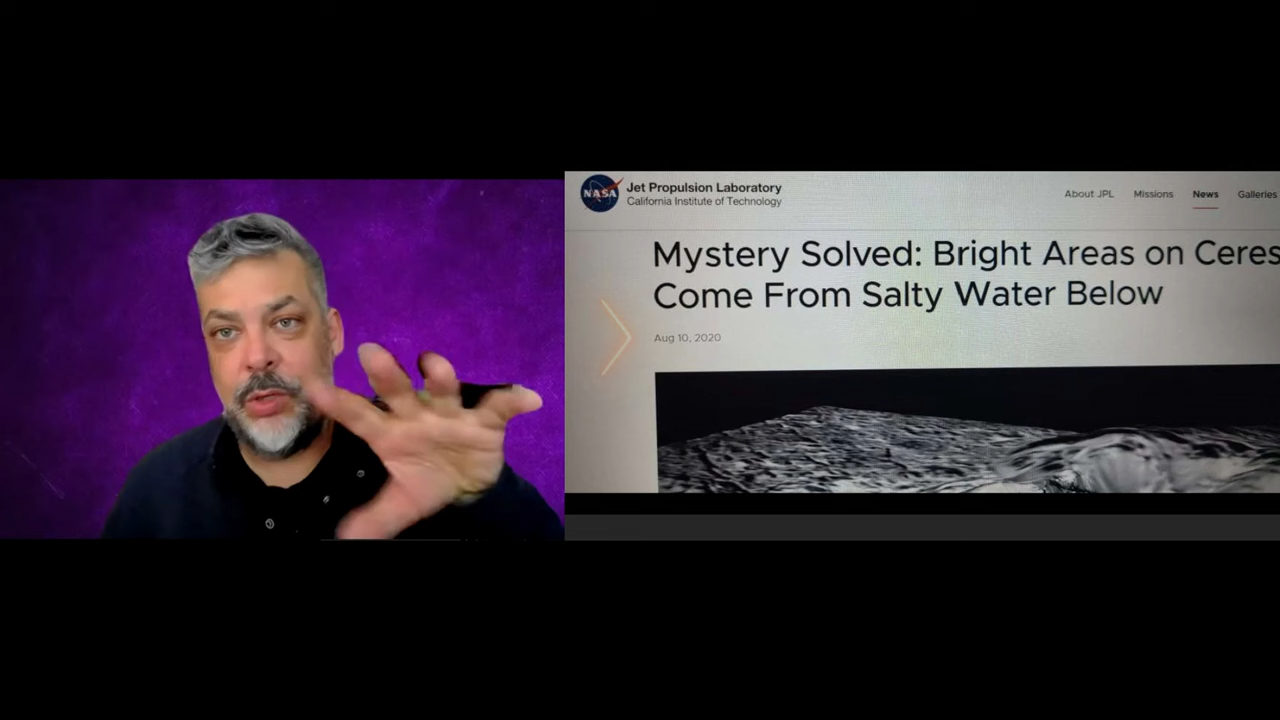 NASA
Jet Propulsion Laboratory
California Institute of Technology
About JPL Missions News Galleries
Mystery Solved: Bright Areas on Ceres
Come From Salty Water Below
Aug 10, 2020